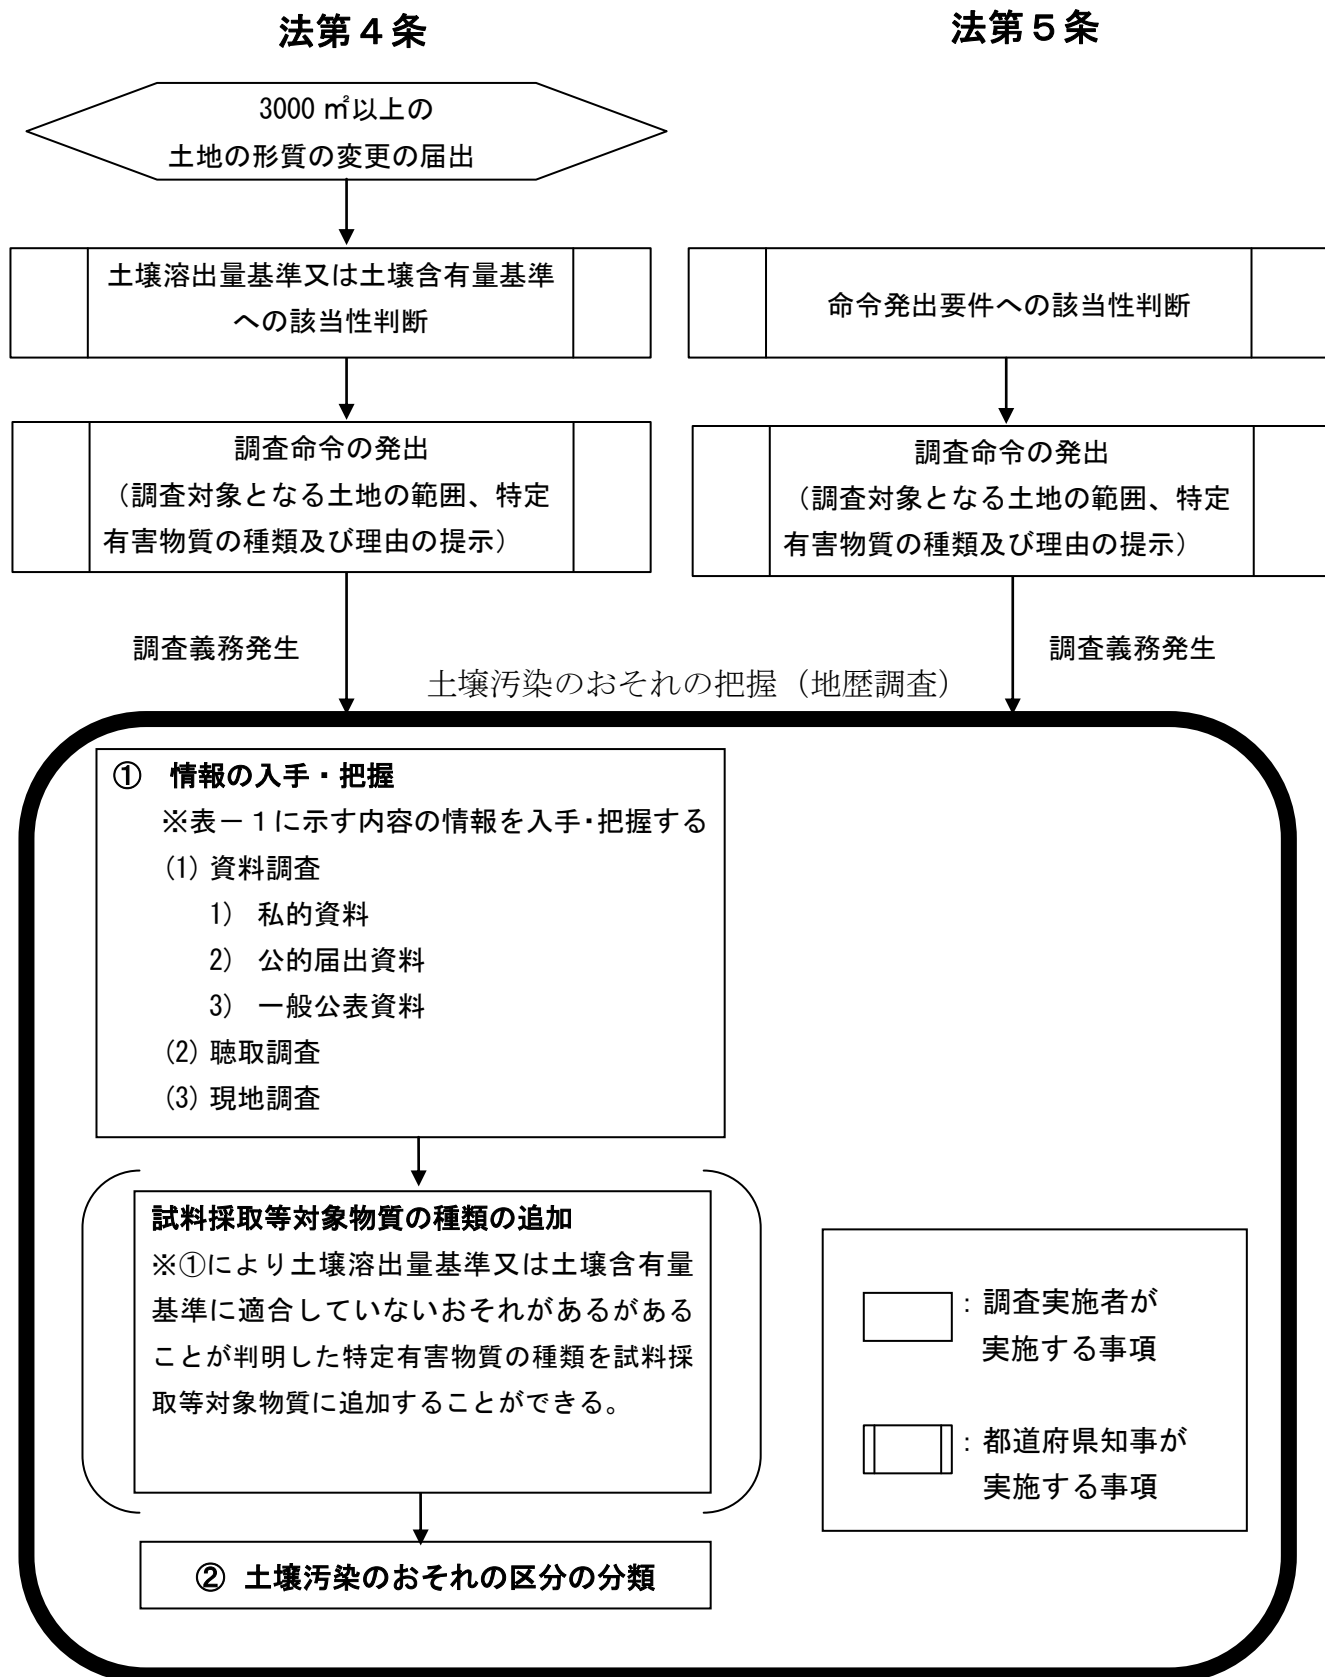 法第４条
法第５条
3000 ㎡以上の
土地の形質の変更の届出
土壌溶出量基準又は土壌含有量基準
への該当性判断
命令発出要件への該当性判断
調査命令の発出
（調査対象となる土地の範囲、特定
有害物質の種類及び理由の提示）
調査命令の発出
（調査対象となる土地の範囲、特定
有害物質の種類及び理由の提示）
調査義務発生
調査義務発生
土壌汚染のおそれの把握（地歴調査）
① 情報の入手・把握
※表－１に示す内容の情報を入手・把握する
(1) 資料調査
1) 私的資料
2) 公的届出資料
3) 一般公表資料
(2) 聴取調査
(3) 現地調査
試料採取等対象物質の種類の追加
※①により土壌溶出量基準又は土壌含有量
基準に適合していないおそれがあるがある
ことが判明した特定有害物質の種類を試料採
取等対象物質に追加することができる。
② 土壌汚染のおそれの区分の分類
：調査実施者が
実施する事項
：都道府県知事が
実施する事項